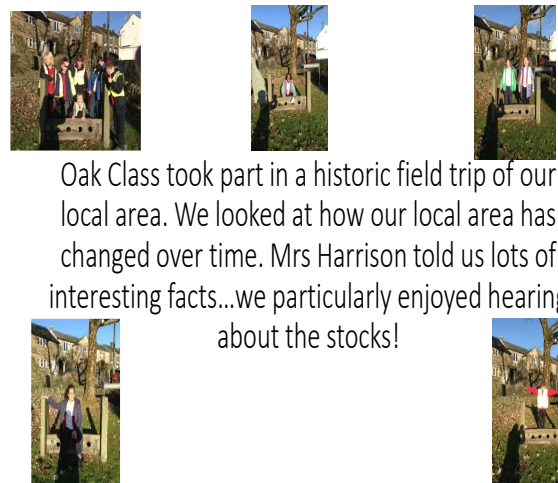 Oak Class took part in a historic field trip of our
local area. We looked at how our local area has
changed over time. Mrs Harrison told us lots of
interesting facts...we particularly enjoyed hearing
about the stocks!